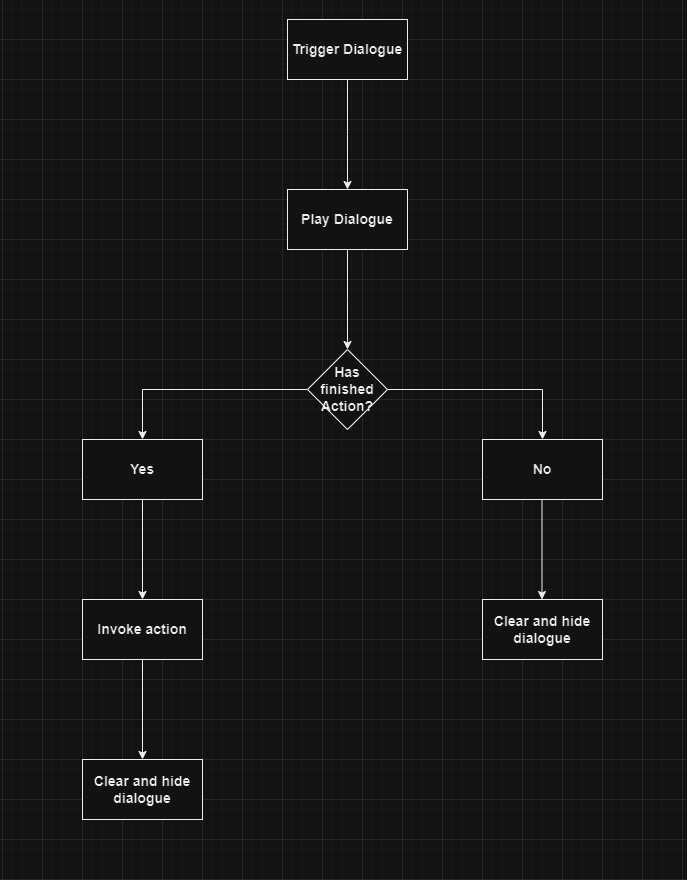 Trigger Dialogue
Play Dialogue
Has
finished
Action?
Yes
No
Invoke action
Clear and hide
dialogue
Clear and hide
dialogue